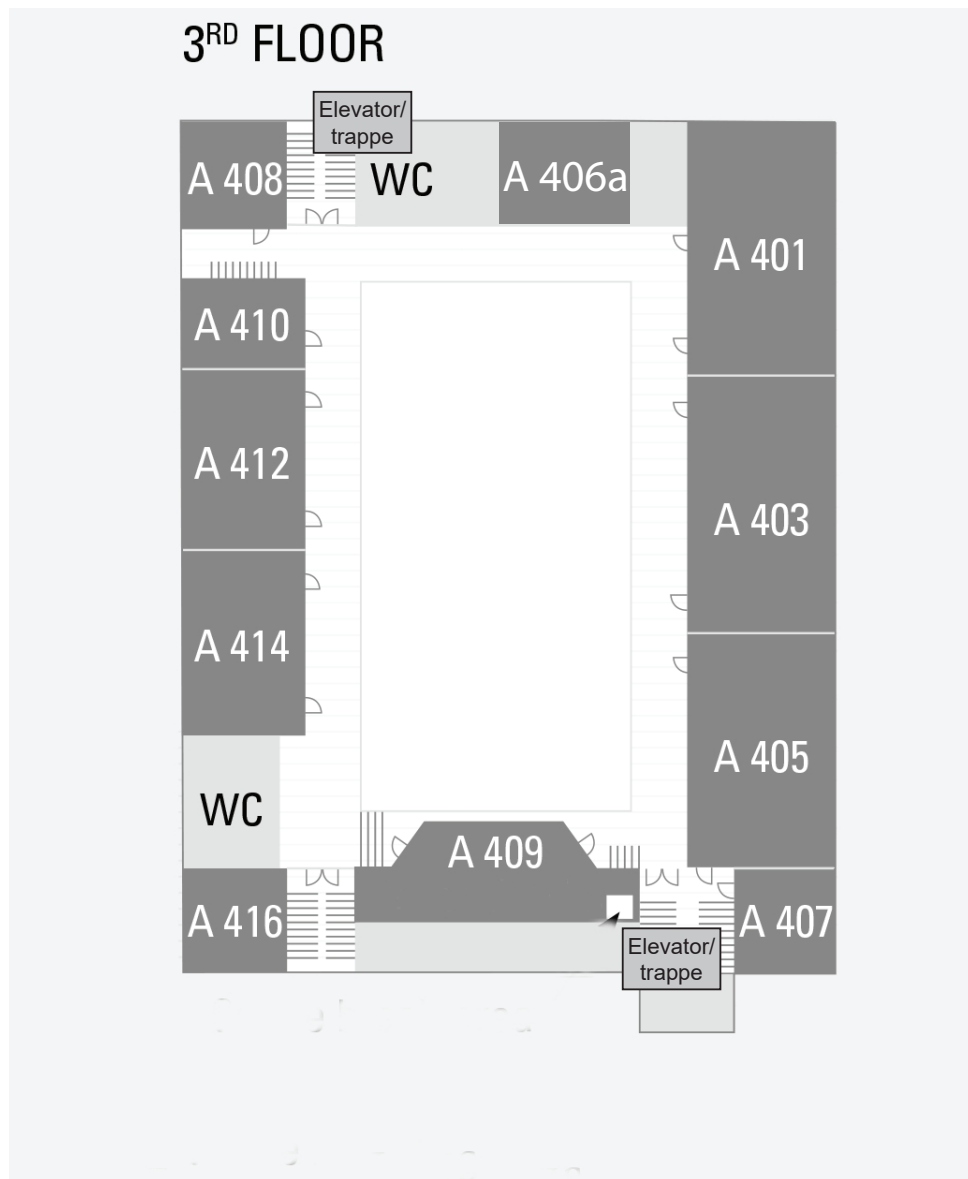 3RD FLOOR
Elevator/
trappe
A 408
WC
A 406a
A 401
A 410
A 412
A 403
A 414
A 405
WC
A 409
A 416
A 407
Elevator/
trappe